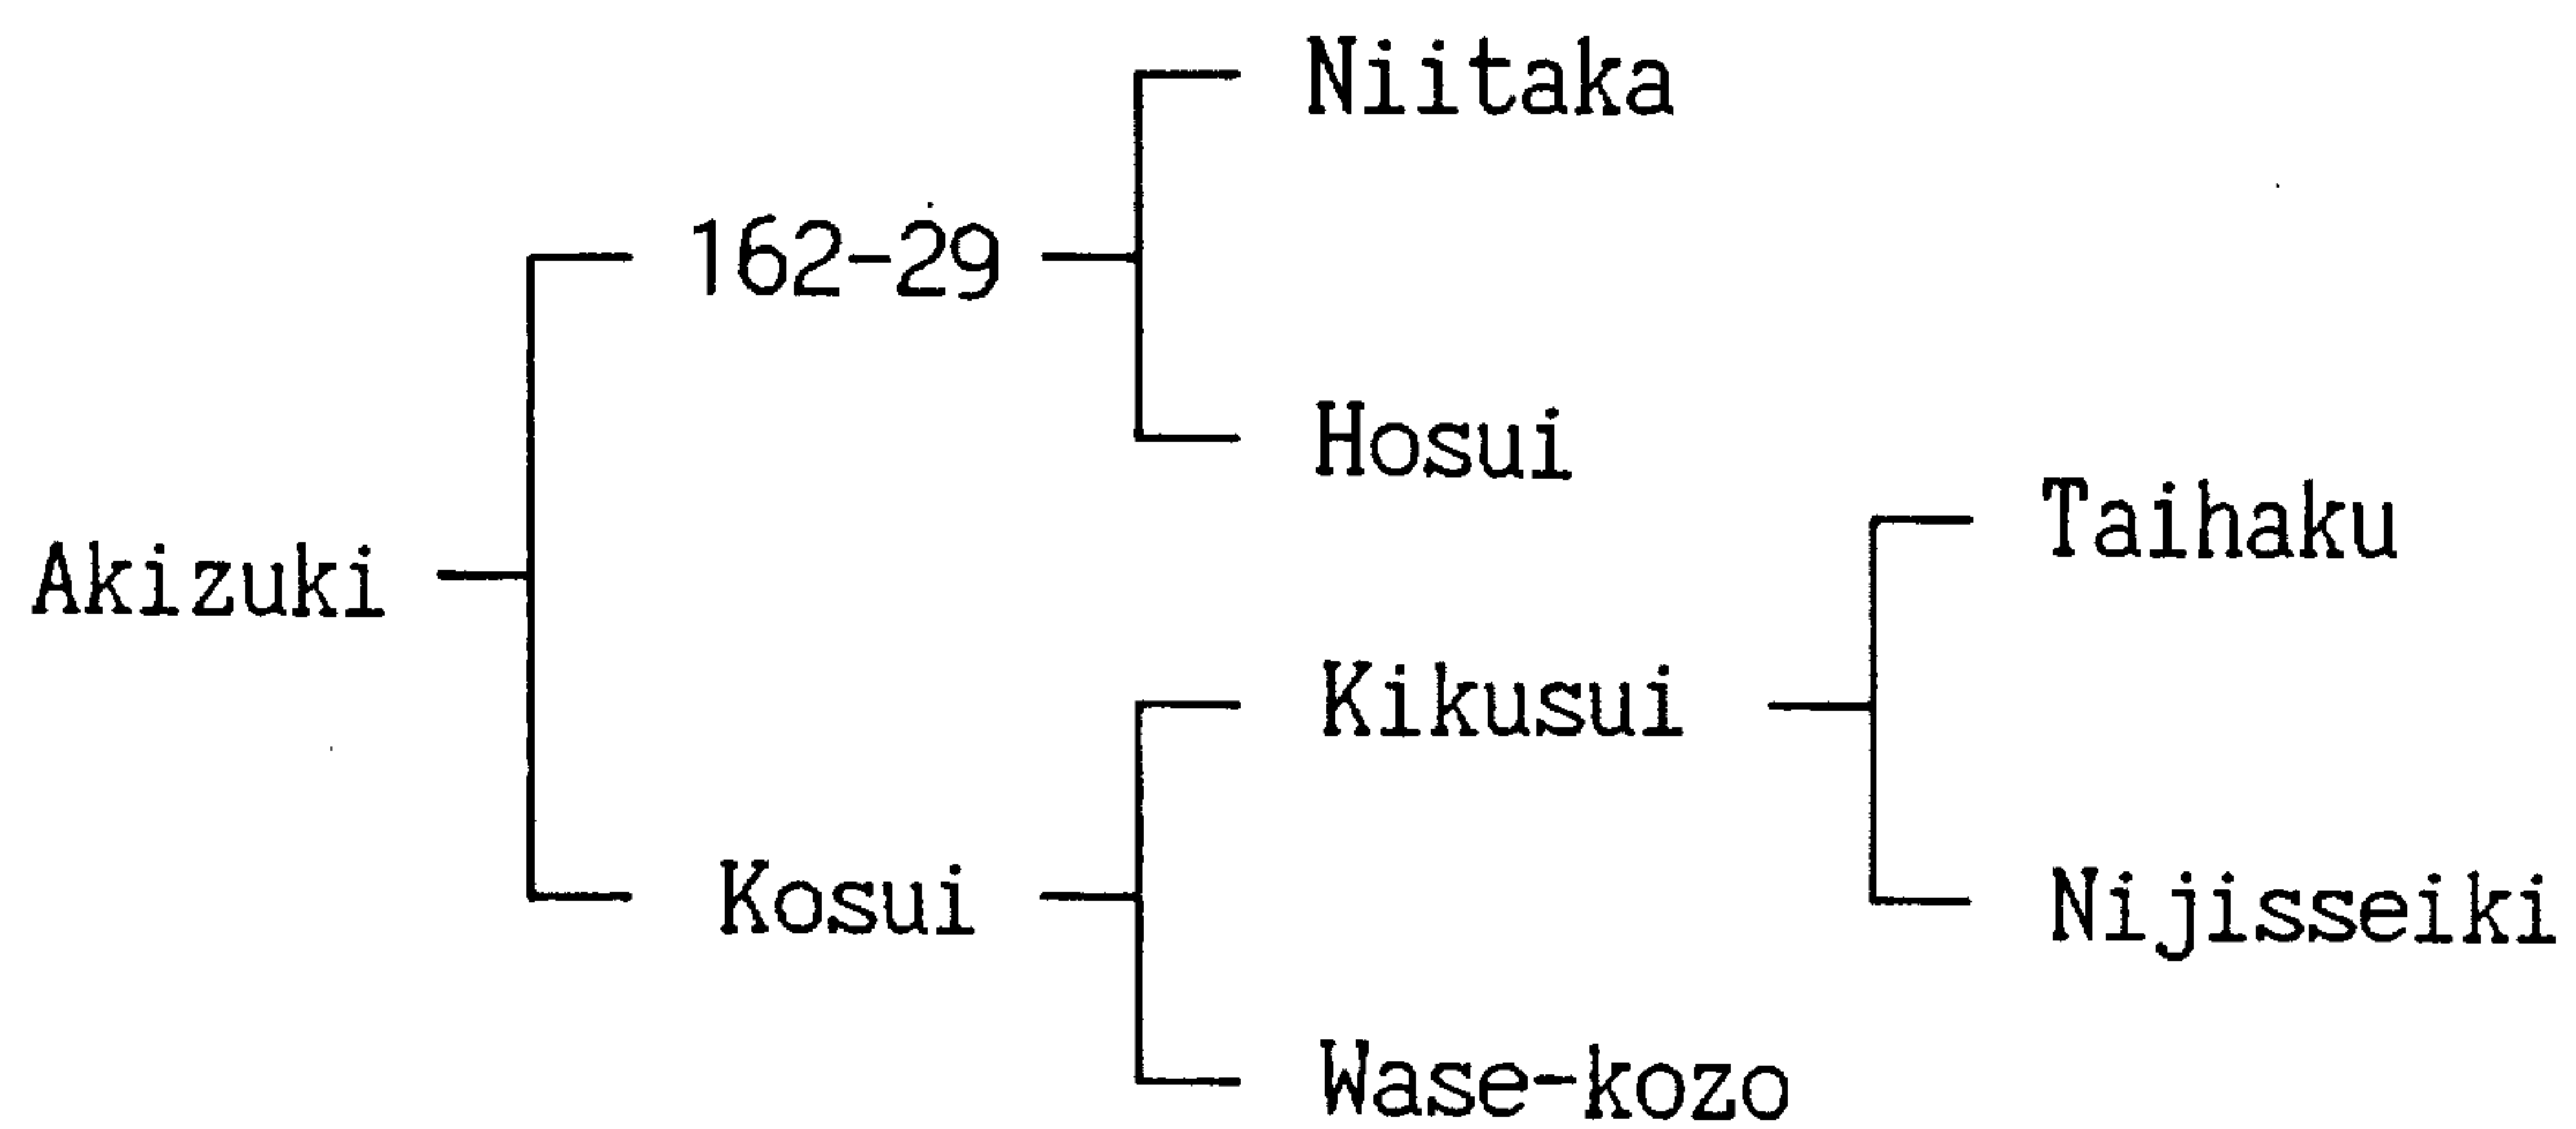 Niitaka
162-29
Hosui
Taihaku
Akizuki
Kikusui
Kosui
Nijisseiki
Wase-kozo